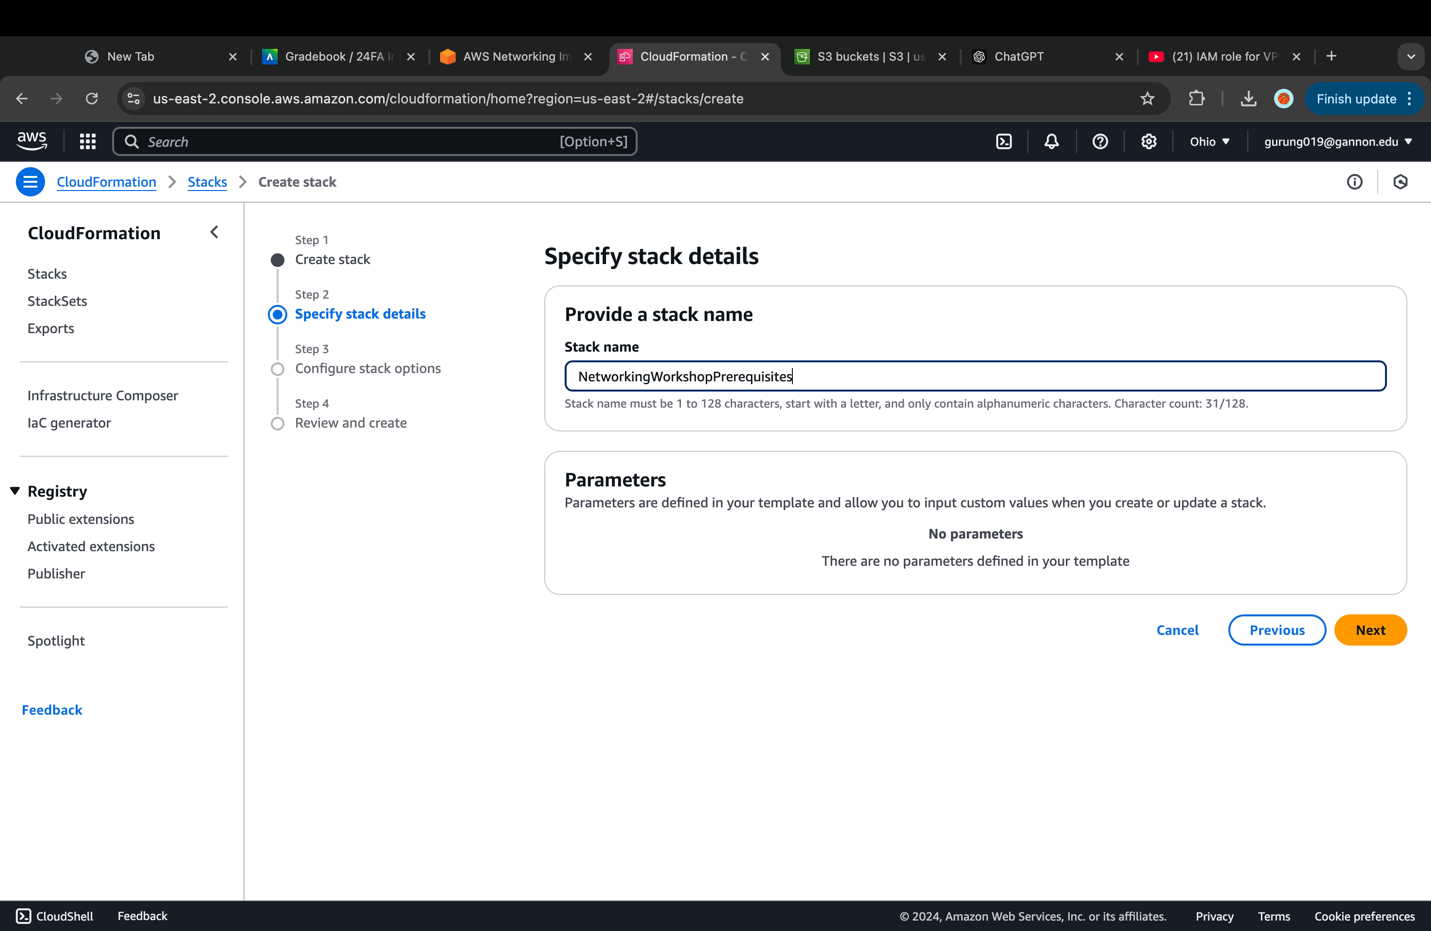 New Tab
Gradebook / 24FA I
AWS Networking Im
CloudFormation - C
S3 buckets | S3 | us
ChatGPT
(21) IAM role for VP
us-east-2.console.aws.amazon.com/cloudformation/home?region=us-east-2#/stacks/create
Finish update
aws
Search
[Option+S]
Ohio
gurung019@gannon.edu
CloudFormation
Stacks
Create stack
CloudFormation
Stacks
StackSets
Exports
Infrastructure Composer
IaC generator
Registry
Public extensions
Activated extensions
Publisher
Spotlight
Feedback
Step 1
Create stack
Step 2
Specify stack details
Step 3
Configure stack options
Step 4
Review and create
Specify stack details
Provide a stack name
Stack name
NetworkingWorkshopPrerequisites
Stack name must be 1 to 128 characters, start with a letter, and only contain alphanumeric characters. Character count: 31/128.
Parameters
Parameters are defined in your template and allow you to input custom values when you create or update a stack.
No parameters
There are no parameters defined in your template
Cancel
Previous
Next
CloudShell
Feedback
© 2024, Amazon Web Services, Inc. or its affiliates.
Privacy
Terms
Cookie preferences